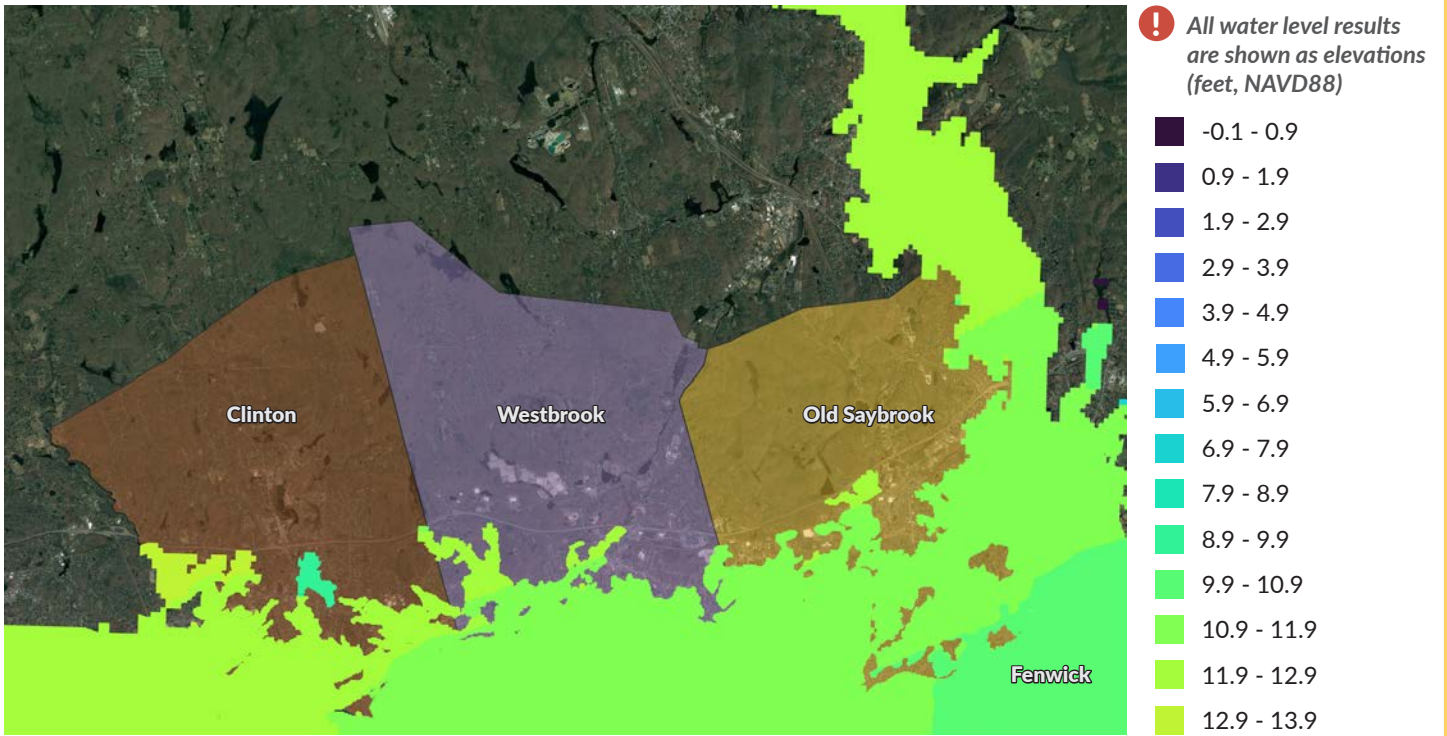 All water level results
are shown as elevations
(feet, NAVD88)
-0.1 - 0.9
0.9 - 1.9
1.9 - 2.9
2.9 - 3.9
3.9 - 4.9
4.9 - 5.9
5.9 - 6.9
6.9 - 7.9
7.9 - 8.9
8.9 - 9.9
9.9 - 10.9
10.9 - 11.9
11.9 - 12.9
12.9 - 13.9
Clinton
Westbrook
Old Saybrook
Fenwick